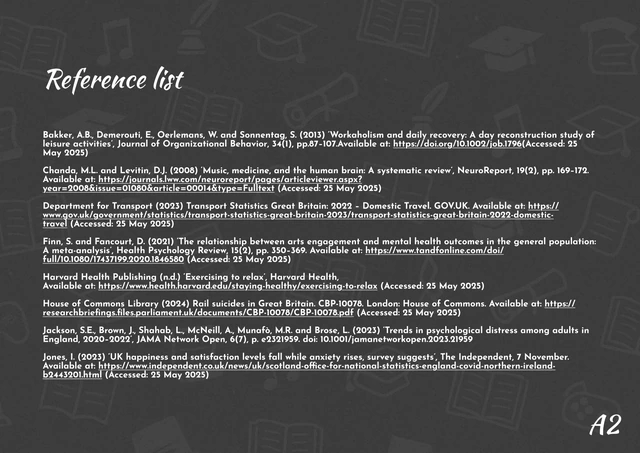 Reference list
Bakker, A.B., Demerouti, E., Oerlemans, W. and Sonnentag, S. (2013) 'Workaholism and daily recovery: A day reconstruction study of
leisure activities', Journal of Organizational Behavior, 34(1), pp.87–107.Available at: https://doi.org/10.1002/job.1796(Accessed: 25
May 2025)
Chanda, M.L. and Levitin, D.J. (2008) 'Music, medicine, and the human brain: A systematic review', NeuroReport, 19(2), pp. 169–172.
Available at: https://journals.lww.com/neuroreport/pages/articleviewer.aspx?
year=2008&issue=01080&article=00014&type=Fulltext (Accessed: 25 May 2025)
Department for Transport (2023) Transport Statistics Great Britain: 2022 – Domestic Travel. GOV.UK. Available at: https://
www.gov.uk/government/statistics/transport-statistics-great-britain-2023/transport-statistics-great-britain-2022-domestic-
travel (Accessed: 25 May 2025)
Finn, S. and Fancourt, D. (2021) 'The relationship between arts engagement and mental health outcomes in the general population:
A meta-analysis', Health Psychology Review, 15(2), pp. 350–369. Available at: https://www.tandfonline.com/doi/
full/10.1080/17437199.2020.1846580 (Accessed: 25 May 2025)
Harvard Health Publishing (n.d.) 'Exercising to relax', Harvard Health,
Available at: https://www.health.harvard.edu/staying-healthy/exercising-to-relax (Accessed: 25 May 2025)
House of Commons Library (2024) Rail suicides in Great Britain. CBP-10078. London: House of Commons. Available at: https://
researchbriefings.files.parliament.uk/documents/CBP-10078/CBP-10078.pdf (Accessed: 25 May 2025)
Jackson, S.E., Brown, J., Shahab, L., McNeill, A., Munafò, M.R. and Brose, L. (2023) 'Trends in psychological distress among adults in
England, 2020–2022', JAMA Network Open, 6(7), p. e2321959. doi: 10.1001/jamanetworkopen.2023.21959
Jones, I. (2023) 'UK happiness and satisfaction levels fall while anxiety rises, survey suggests', The Independent, 7 November.
Available at: https://www.independent.co.uk/news/uk/scotland-office-for-national-statistics-england-covid-northern-ireland-
b2443201.html (Accessed: 25 May 2025)
A2